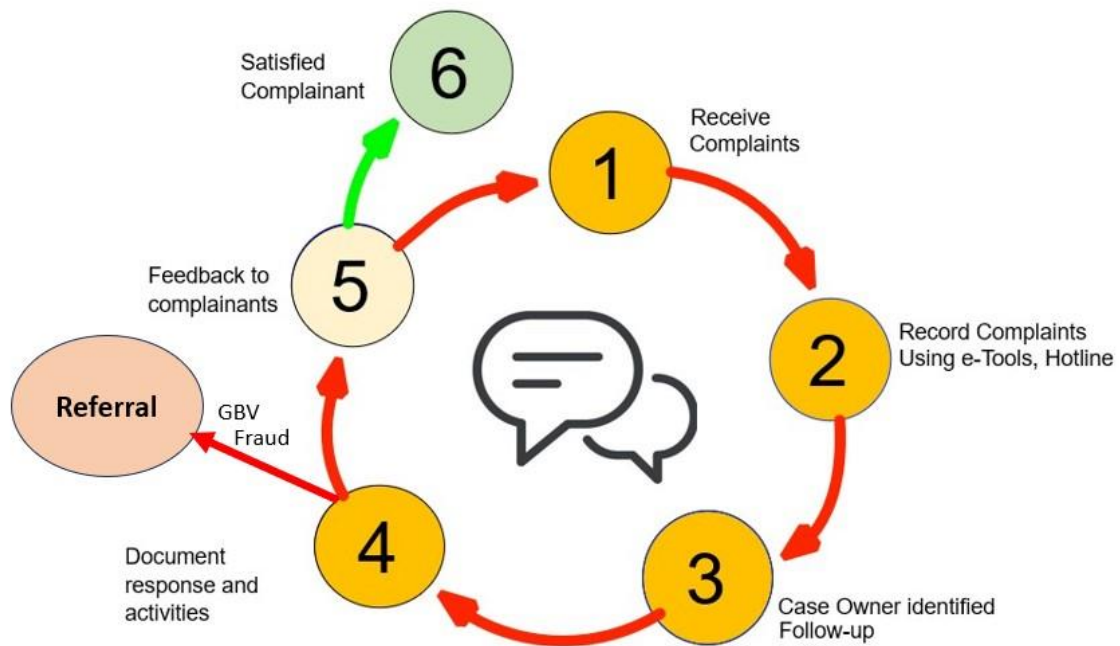 6
Satisfied
Complainant
1
Receive
Complaints
2
Record Complaints
Using e-Tools, Hotline
3
Case Owner identified
Follow-up
4
Document
response and
activities
Referral
GBV
Fraud
5
Feedback to
complainants